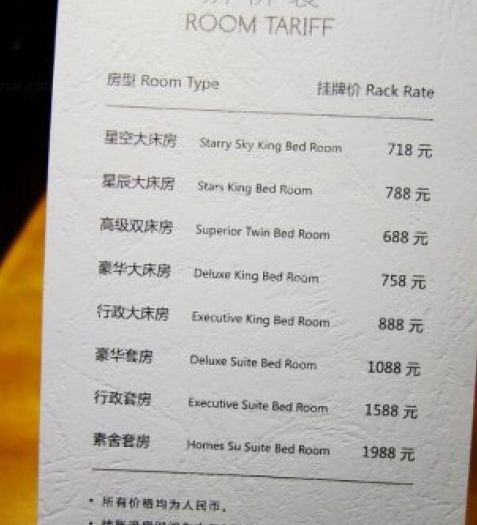 ROOM TARIFF
房型 Room Type 挂牌价 Rack Rate
星空大床房 Starry Sky King Bed Room 718 元
星辰大床房 Stars King Bed Room 788 元
高级双床房 Superior Twin Bed Room 688 元
豪华大床房 Deluxe King Bed Room 758 元
行政大床房 Executive King Bed Room 888 元
豪华套房 Deluxe Suite Bed Room 1088 元
行政套房 Executive Suite Bed Room 1588 元
素舍套房 Homes Su Suite Bed Room 1988 元
• 所有价格均为人民币。